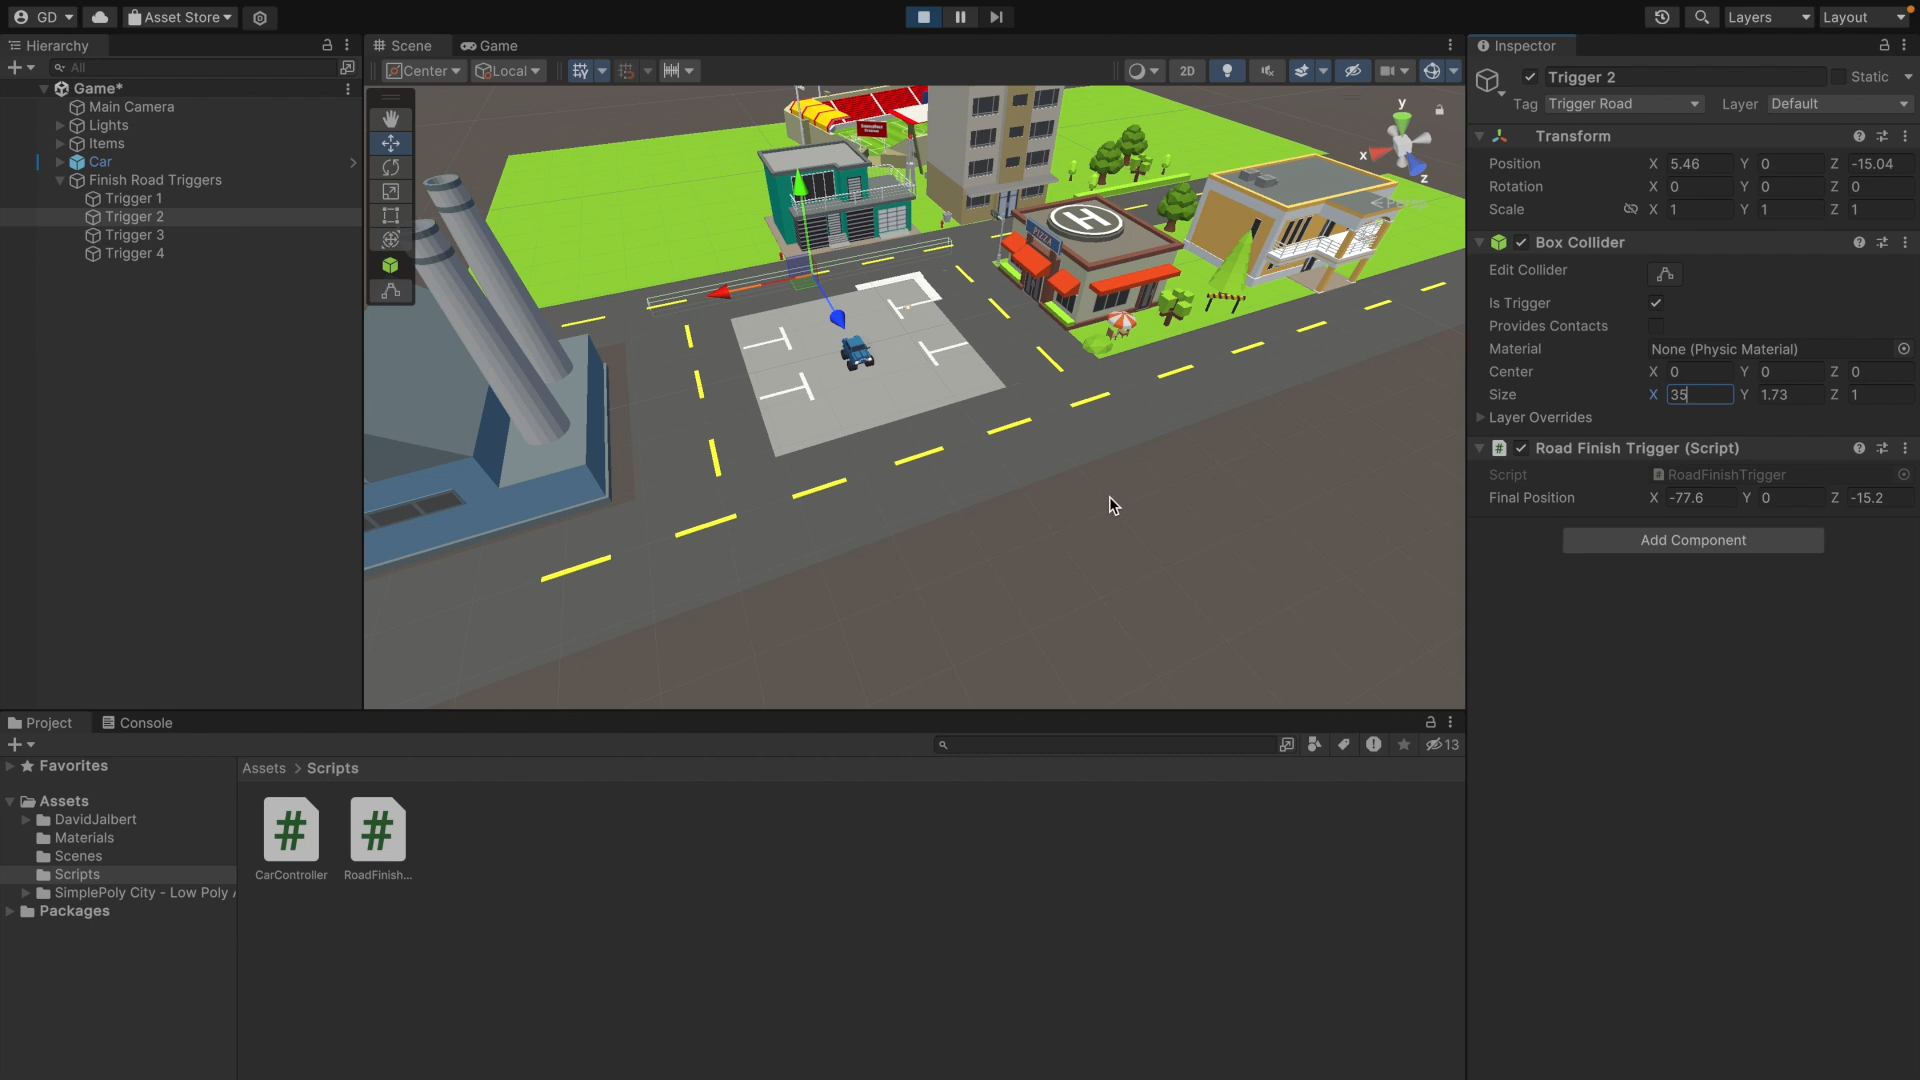 GD
Asset Store
Layers
Layout
Hierarchy
All
Game*
Main Camera
Lights
Items
Car
Finish Road Triggers
Trigger 1
Trigger 2
Trigger 3
Trigger 4
Scene
Game
Center
Local
2D
y
x
z
Persp
PIZZA
H
Inspector
Trigger 2
Static
Tag Trigger Road Layer Default
Transform
Position X 5.46 Y 0 Z -15.04
Rotation X 0 Y 0 Z 0
Scale X 1 Y 1 Z 1
Box Collider
Edit Collider
Is Trigger
Provides Contacts
Material None (Physic Material)
Center X 0 Y 0 Z 0
Size X 35 Y 1.73 Z 1
Layer Overrides
Road Finish Trigger (Script)
Script RoadFinishTrigger
Final Position X -77.6 Y 0 Z -15.2
Add Component
Project
Console
13
Favorites
Assets > Scripts
Assets
DavidJalbert
Materials
Scenes
Scripts
SimplePoly City - Low Poly
Packages
CarController
RoadFinish...